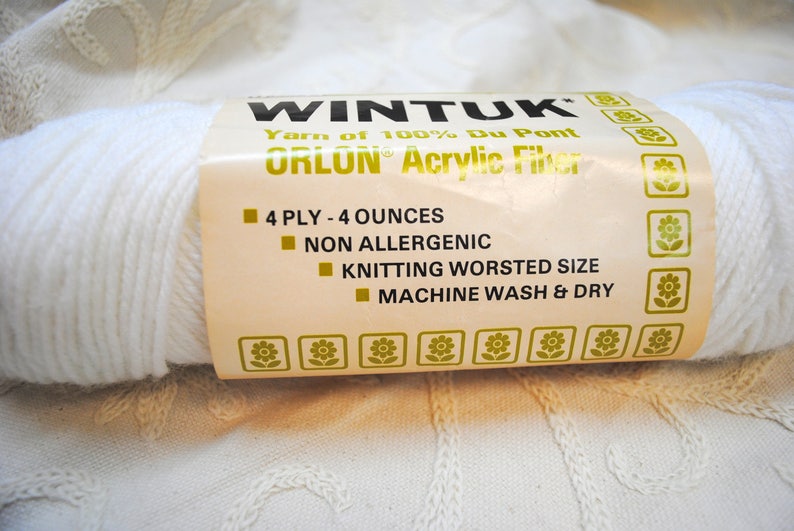 WINTUK*
Yarn of 100% Du Pont
ORLON® Acrylic Fiber
4 PLY - 4 OUNCES
NON ALLERGENIC
KNITTING WORSTED SIZE
MACHINE WASH & DRY